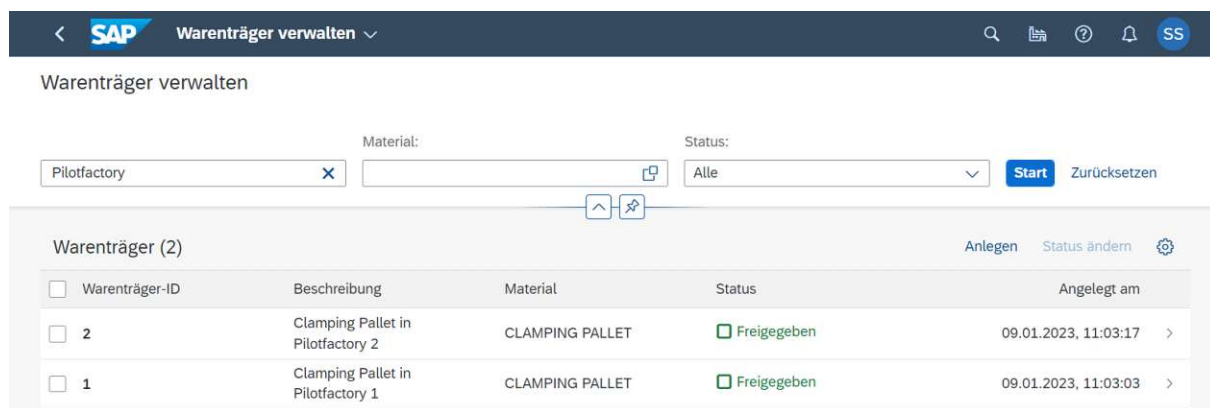 SAP Warenträger verwalten SS
Warenträger verwalten
Material: Status:
Pilotfactory Alle Start Zurücksetzen
Warenträger (2) Anlegen Status ändern
Warenträger-ID Beschreibung Material Status Angelegt am
2 Clamping Pallet in Pilotfactory 2 CLAMPING PALLET Freigegeben 09.01.2023, 11:03:17
1 Clamping Pallet in Pilotfactory 1 CLAMPING PALLET Freigegeben 09.01.2023, 11:03:03